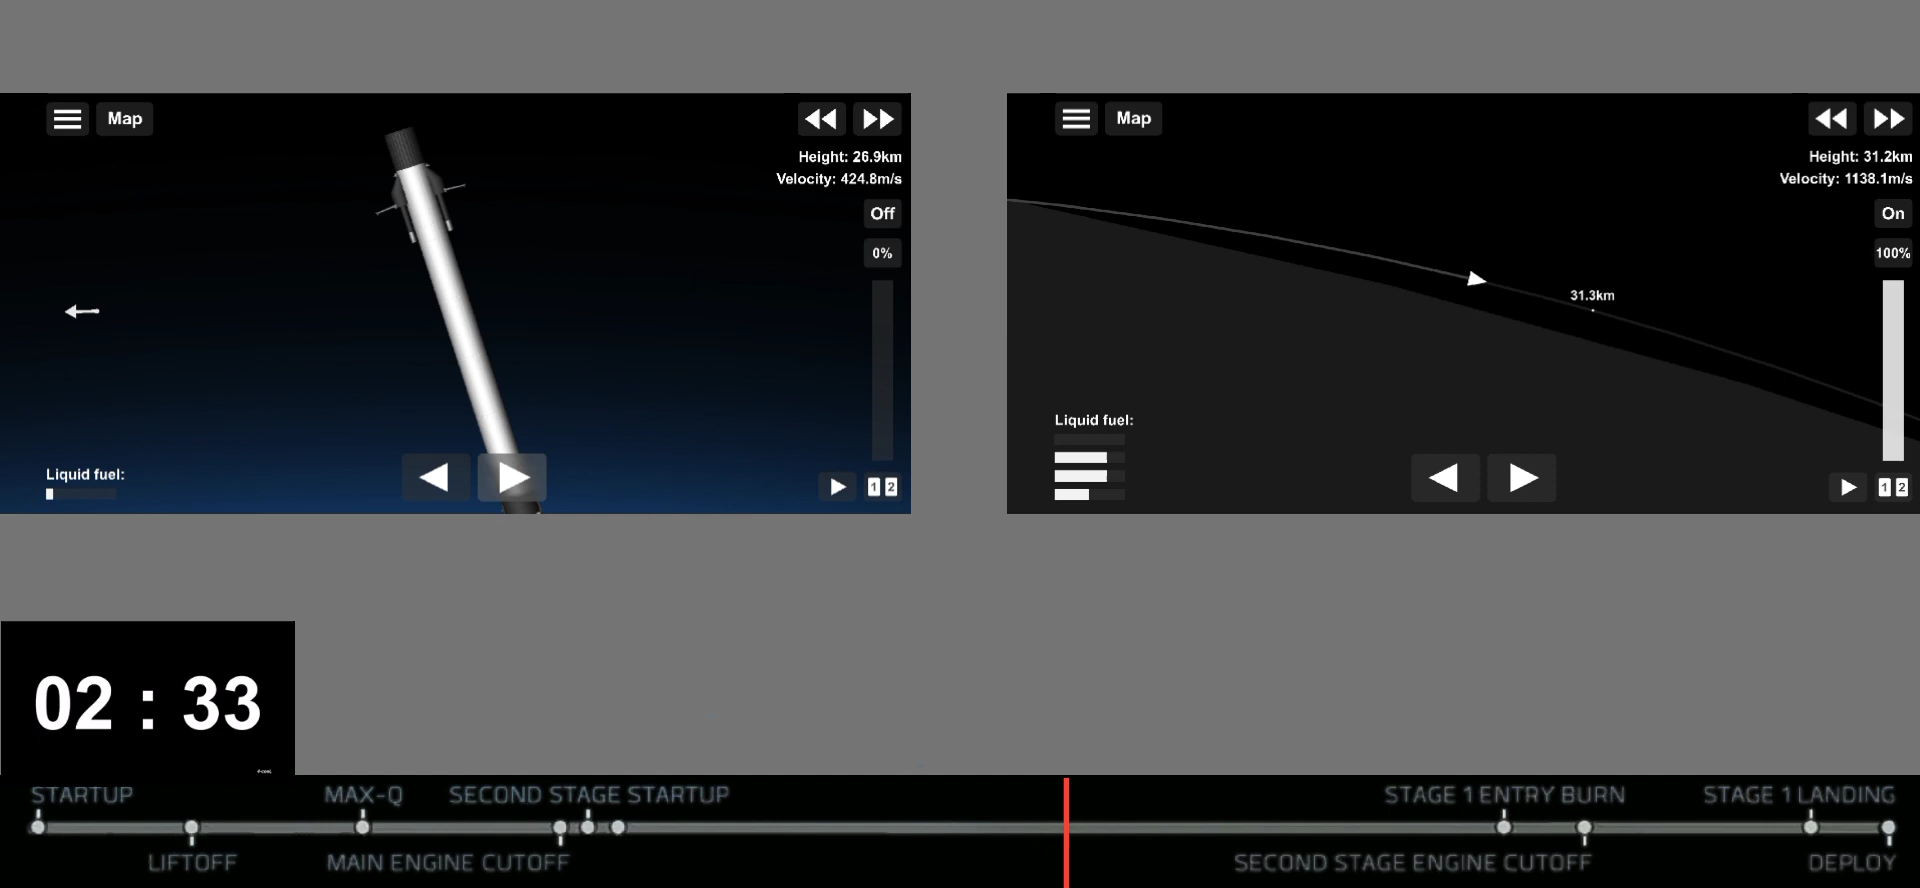 Map
Height: 26.9km
Velocity: 424.8m/s
Off
0%
Liquid fuel:
1 2
Map
Height: 31.2km
Velocity: 1138.1m/s
On
100%
31.3km
Liquid fuel:
1 2
02 : 33
STARTUP
MAX-Q
SECOND STAGE STARTUP
STAGE 1 ENTRY BURN
STAGE 1 LANDING
LIFTOFF
MAIN ENGINE CUTOFF
SECOND STAGE ENGINE CUTOFF
DEPLOY